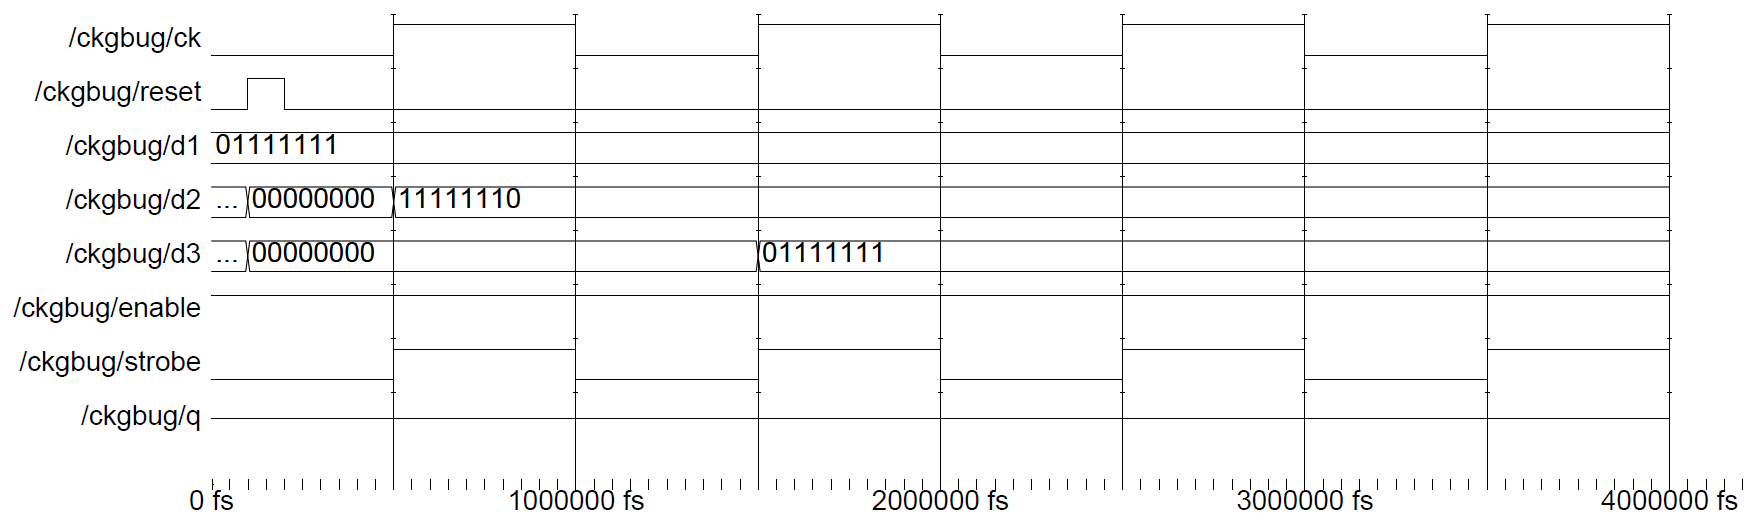 /ckgbug/ck
/ckgbug/reset
/ckgbug/d1 01111111
/ckgbug/d2 ... 00000000 11111110
/ckgbug/d3 ... 00000000 01111111
/ckgbug/enable
/ckgbug/strobe
/ckgbug/q
0 fs 1000000 fs 2000000 fs 3000000 fs 4000000 fs